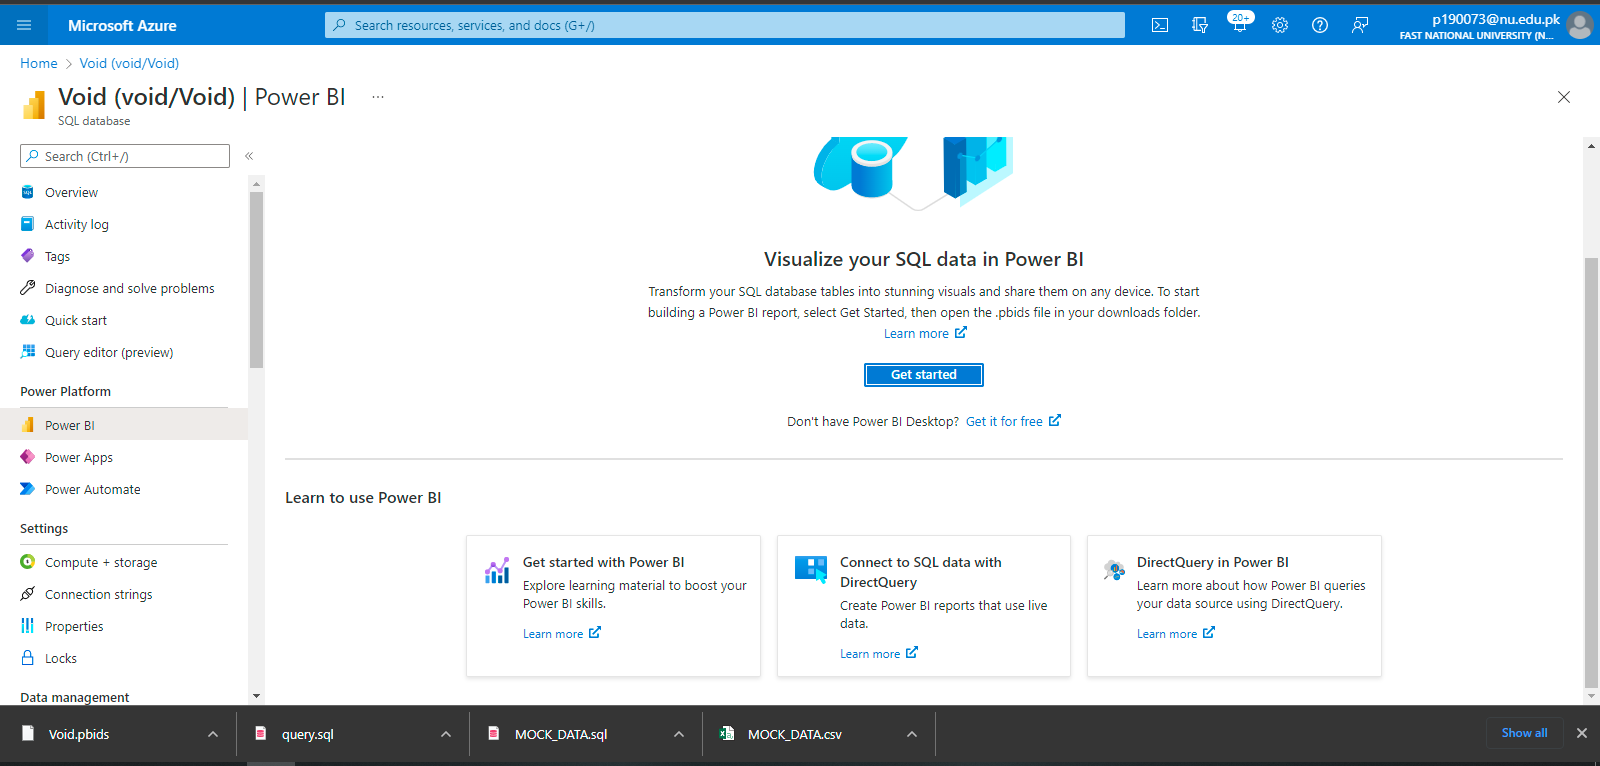 Microsoft Azure
Search resources, services, and docs (G+/)
20+
p190073@nu.edu.pk
FAST NATIONAL UNIVERSITY (N...
Home > Void (void/Void)
Void (void/Void) | Power BI ...
SQL database
Search (Ctrl+/)
«
Overview
Activity log
Tags
Diagnose and solve problems
Quick start
Query editor (preview)
Power Platform
Power BI
Power Apps
Power Automate
Settings
Compute + storage
Connection strings
Properties
Locks
Data management
Visualize your SQL data in Power BI
Transform your SQL database tables into stunning visuals and share them on any device. To start
building a Power BI report, select Get Started, then open the .pbids file in your downloads folder.
Learn more
Get started
Don't have Power BI Desktop? Get it for free
Learn to use Power BI
Get started with Power BI
Explore learning material to boost your
Power BI skills.
Learn more
Connect to SQL data with
DirectQuery
Create Power BI reports that use live
data.
Learn more
DirectQuery in Power BI
Learn more about how Power BI queries
your data source using DirectQuery.
Learn more
Void.pbids
query.sql
MOCK_DATA.sql
MOCK_DATA.csv
Show all